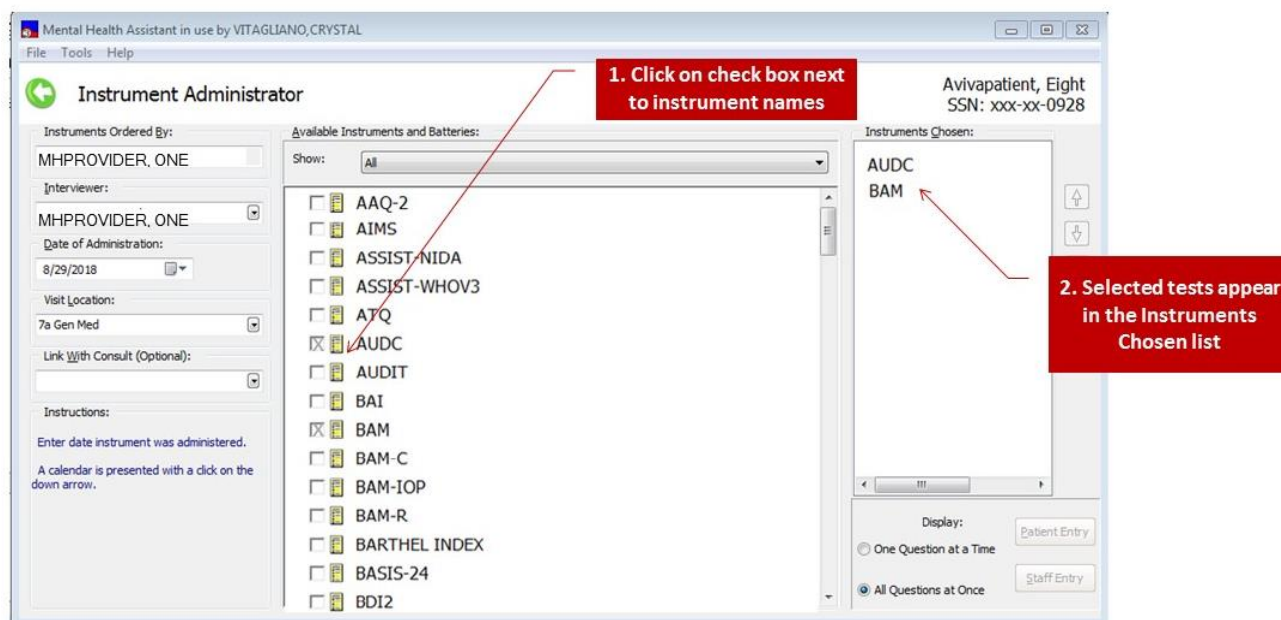 Mental Health Assistant in use by VITAGLIANO,CRYSTAL
File Tools Help
Instrument Administrator
1. Click on check box next
to instrument names
Avivapatient, Eight
SSN: xxx-xx-0928
Instruments Ordered By:
MHPROVIDER, ONE
Interviewer:
MHPROVIDER, ONE
Date of Administration:
8/29/2018
Visit Location:
7a Gen Med
Link With Consult (Optional):
Instructions:
Enter date instrument was administered.
A calendar is presented with a click on the
down arrow.
Available Instruments and Batteries:
Show: All
AAQ-2
AIMS
ASSIST-NIDA
ASSIST-WHOV3
ATQ
AUDC
AUDIT
BAI
BAM
BAM-C
BAM-IOP
BAM-R
BARTHEL INDEX
BASIS-24
BDI2
Instruments Chosen:
AUDC
BAM
2. Selected tests appear
in the Instruments
Chosen list
Display:
One Question at a Time
All Questions at Once
Patient Entry
Staff Entry